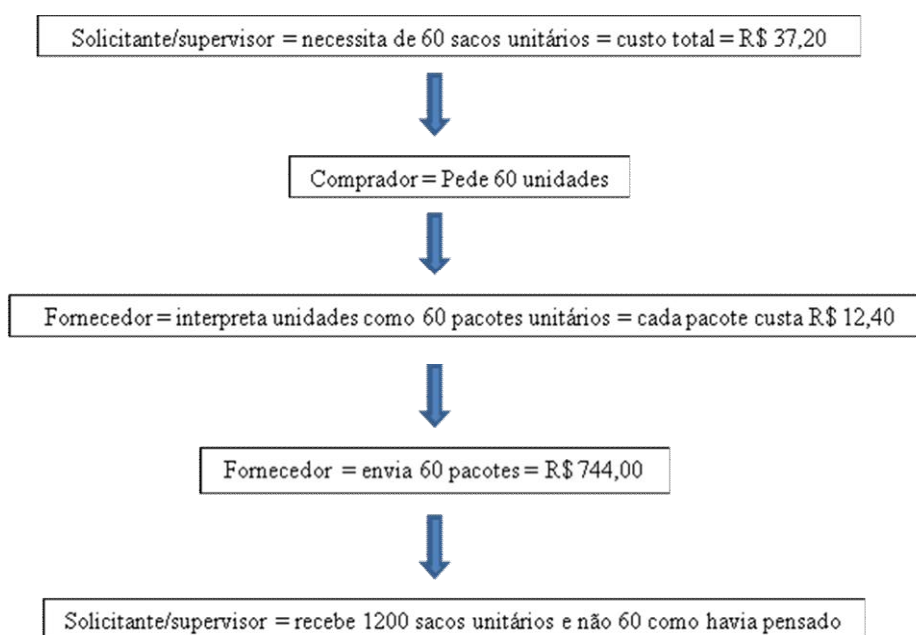 Solicitante/supervisor = necessita de 60 sacos unitários = custo total = R$ 37,20
Comprador = Pede 60 unidades
Fornecedor = interpreta unidades como 60 pacotes unitários = cada pacote custa R$ 12,40
Fornecedor = envia 60 pacotes = R$ 744,00
Solicitante/supervisor = recebe 1200 sacos unitários e não 60 como havia pensado